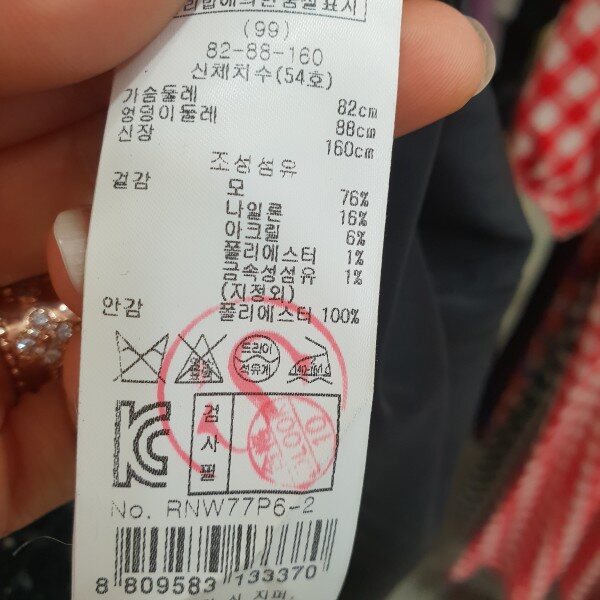 (99)
82-88-160
신체치수(54호)
가슴둘레 82cm
엉덩이둘레 88cm
신장 160cm
조성섬유
겉감 모 76%
나일론 16%
아크릴 6%
폴리에스터 1%
금속성섬유 1%
(지정외)
안감 폴리에스터 100%
드라이
석유계
검
사
필
No. RNW77P6-2
8 809583 133370